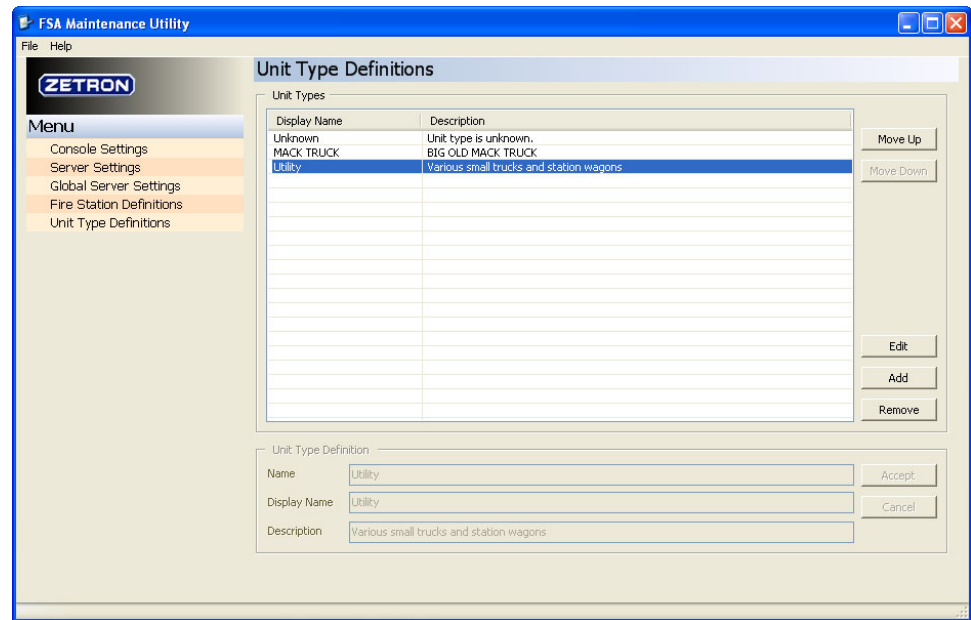 FSA Maintenance Utility
File Help
ZETRON
Menu
Console Settings
Server Settings
Global Server Settings
Fire Station Definitions
Unit Type Definitions
Unit Type Definitions
Unit Types
Display Name Description
Unknown Unit type is unknown.
MACK TRUCK BIG OLD MACK TRUCK
Utility Various small trucks and station wagons
Move Up
Move Down
Edit
Add
Remove
Unit Type Definition
Name Utility
Display Name Utility
Description Various small trucks and station wagons
Accept
Cancel